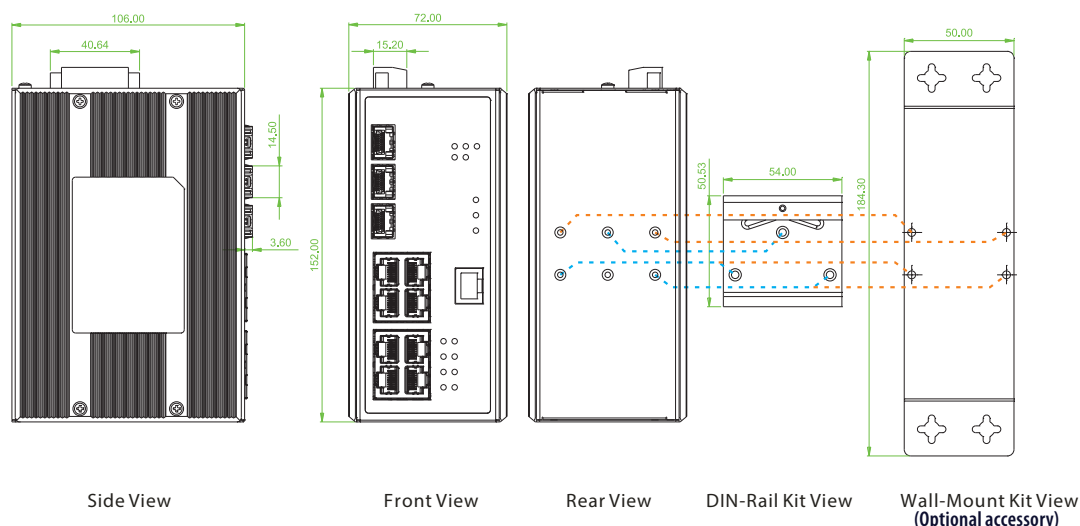 106.00
40.64
14.50
3.60
72.00
15.20
152.00
50.53
54.00
184.30
50.00
Side View
Front View
Rear View
DIN-Rail Kit View
Wall-Mount Kit View
(Optional accessory)